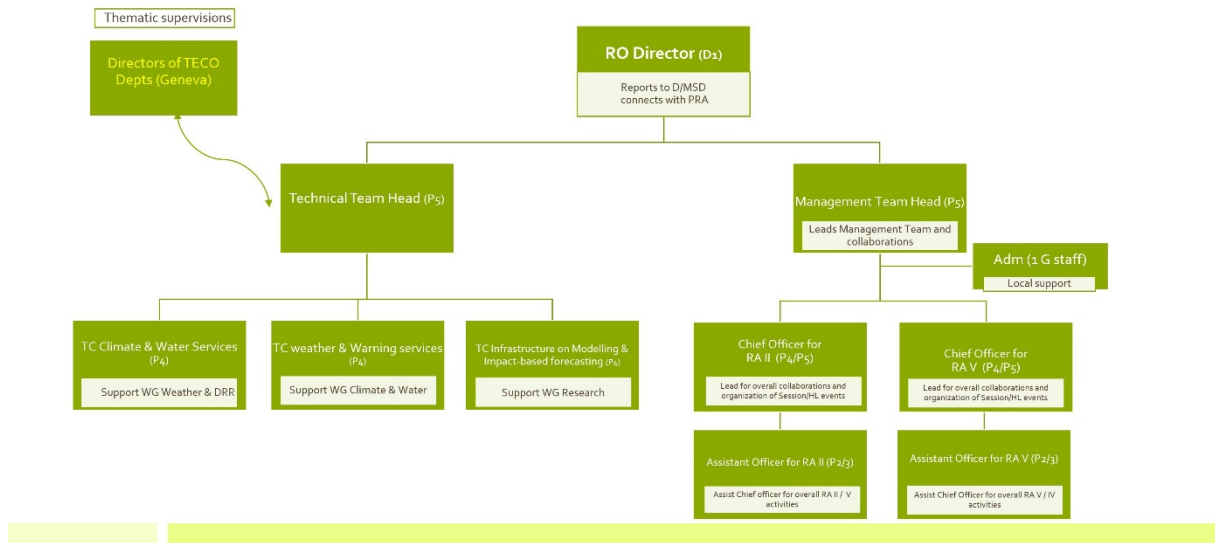 Thematic supervisions
Directors of TECO
Depts (Geneva)
RO Director (D1)
Reports to D/MSD
connects with PRA
Technical Team Head (P5)
Management Team Head (P5)
Leads Management Team and
collaborations
Adm (1 G staff)
Local support
TC Climate & Water Services
(P4)
Support WG Weather & DRR
TC weather & Warning services
(P4)
Support WG Climate & Water
TC Infrastructure on Modelling &
Impact-based forecasting (P4)
Support WG Research
Chief Officer for
RA II (P4/P5)
Lead for overall collaborations and
organization of Session/HL events
Chief Officer for
RA V (P4/P5)
Lead for overall collaborations and
organization of Session/HL events
Assistant Officer for RA II (P2/3)
Assist Chief officer for overall RA II / V
activities
Assistant Officer for RA V (P2/3)
Assist Chief Officer for overall RA V / IV
activities